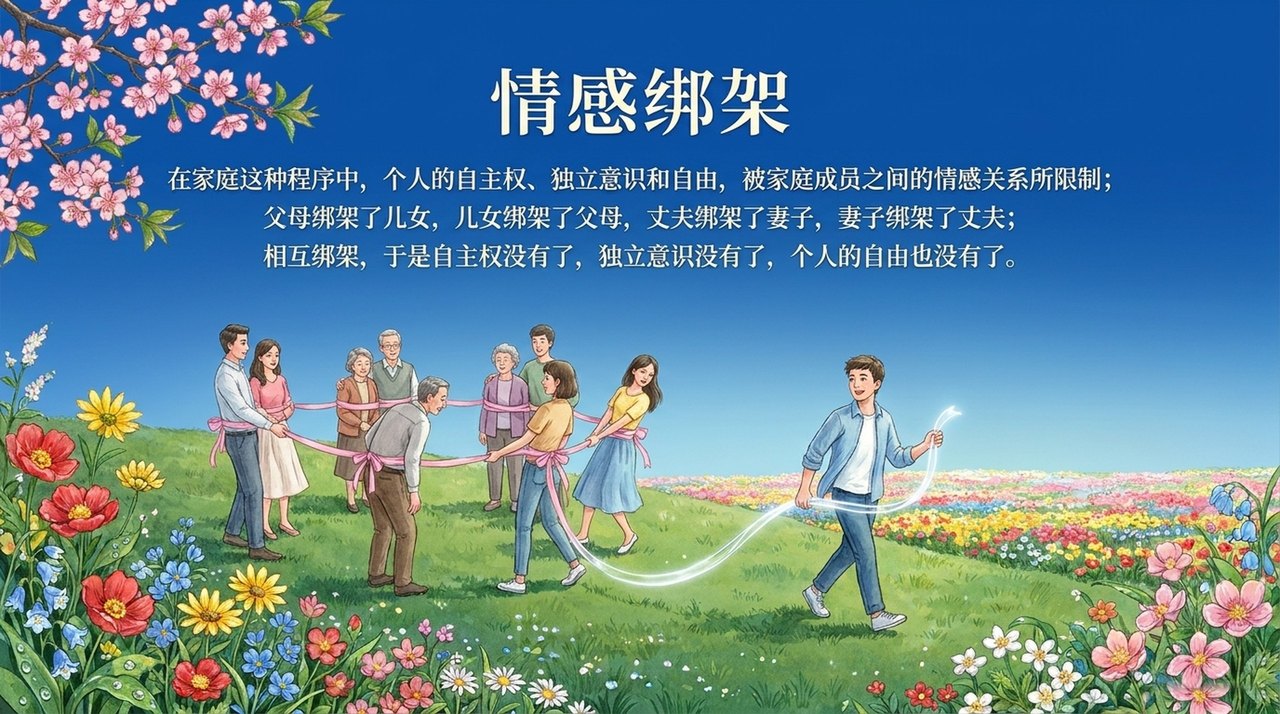 情感绑架
在家庭这种程序中，个人的自主权、独立意识和自由，被家庭成员之间的情感关系所限制；
父母绑架了儿女，儿女绑架了父母，丈夫绑架了妻子，妻子绑架了丈夫；
相互绑架，于是自主权没有了，独立意识没有了，个人的自由也没有了。